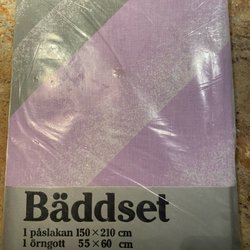 Bäddset
1 påslakan 150 × 210 cm
1 örngott 55 × 60 cm